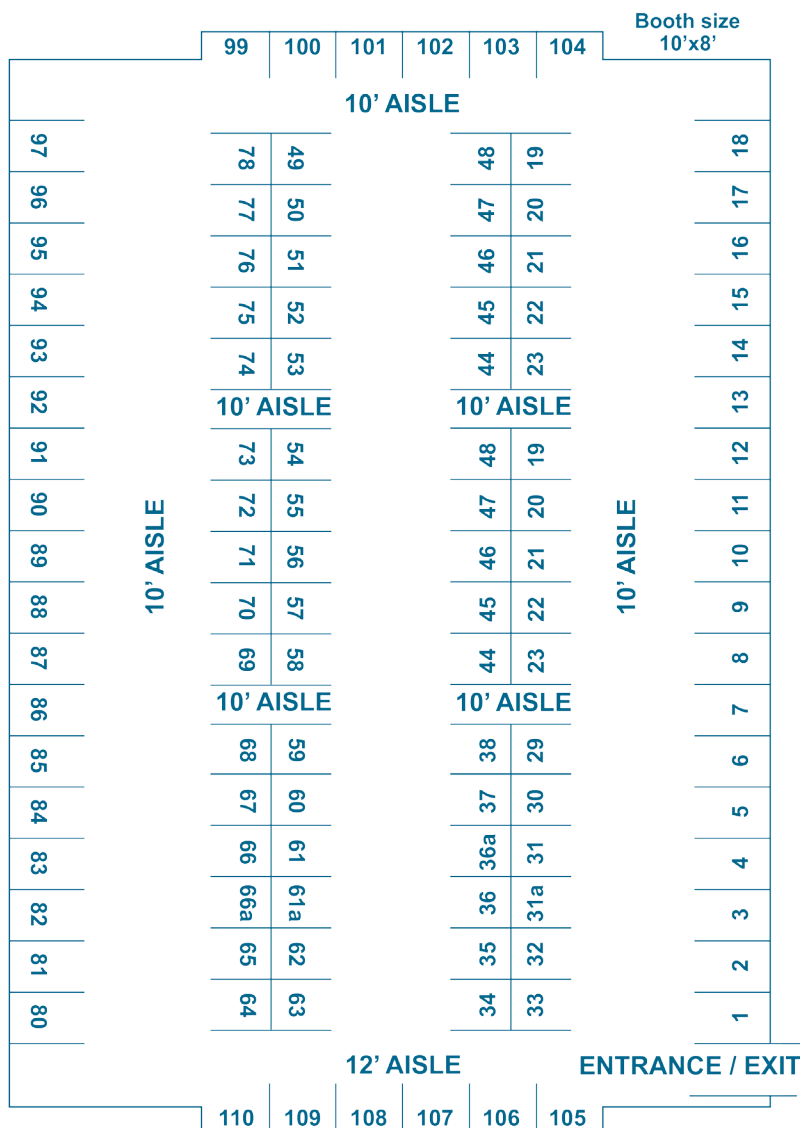 Booth size
10’x8’
99 100 101 102 103 104
10’ AISLE
97 78 49 48 19 18
96 77 50 47 20 17
95 76 51 46 21 16
94 75 52 45 22 15
93 74 53 44 23 14
92 10’ AISLE 10’ AISLE 13
91 73 54 48 19 12
90 72 55 47 20 11
10’ AISLE 10’ AISLE
89 71 56 46 21 10
88 70 57 45 22 9
87 69 58 44 23 8
86 10’ AISLE 10’ AISLE 7
85 68 59 38 29 6
84 67 60 37 30 5
83 66 61 36a 31 4
82 66a 61a 36 31a 3
81 65 62 35 32 2
80 64 63 34 33 1
12’ AISLE ENTRANCE / EXIT
110 109 108 107 106 105